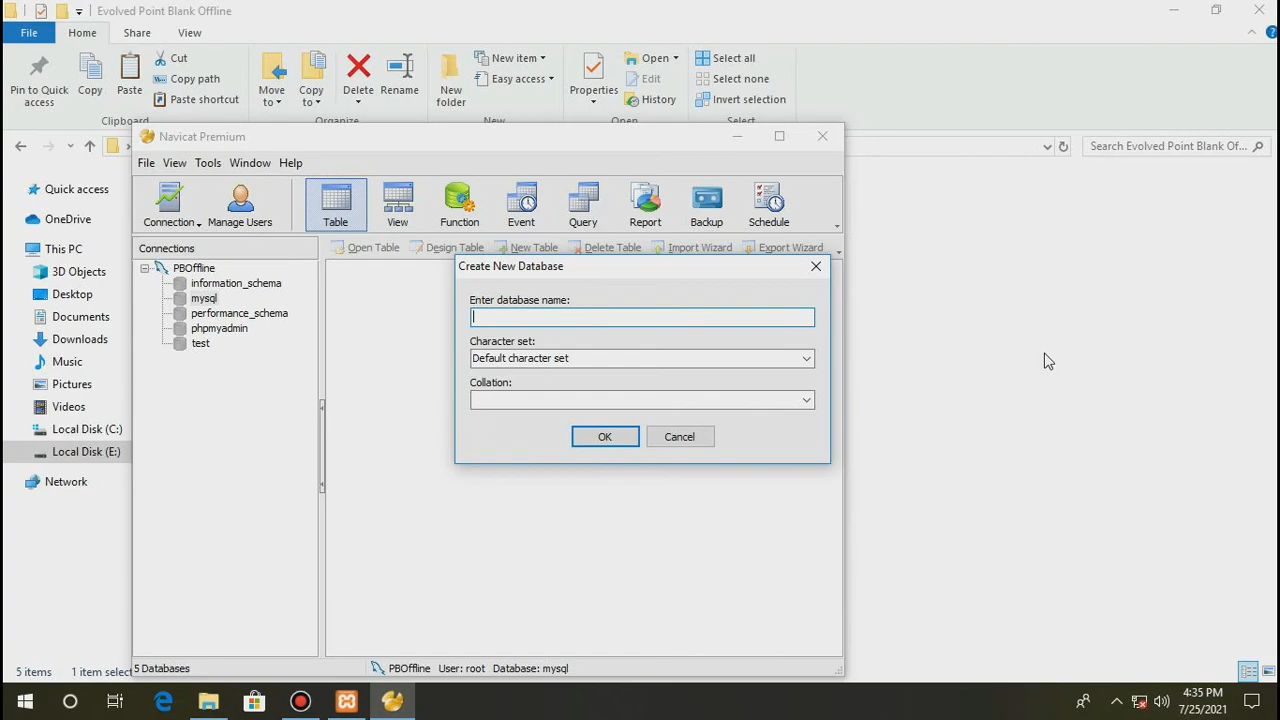 Evolved Point Blank Offline
File
Home
Share
View
Pin to Quick access
Copy
Paste
Cut
Copy path
Paste shortcut
Move to
Copy to
Delete
Rename
New folder
New item
Easy access
Properties
Open
Edit
History
Select all
Select none
Invert selection
Clipboard
Organize
New
Open
Select
Search Evolved Point Blank Of...
Quick access
OneDrive
This PC
3D Objects
Desktop
Documents
Downloads
Music
Pictures
Videos
Local Disk (C:)
Local Disk (E:)
Network
5 items
1 item selec
Navicat Premium
File
View
Tools
Window
Help
Connection
Manage Users
Table
View
Function
Event
Query
Report
Backup
Schedule
Connections
Open Table
Design Table
New Table
Delete Table
Import Wizard
Export Wizard
PBOffline
information_schema
mysql
performance_schema
phpmyadmin
test
Create New Database
Enter database name:
Character set:
Default character set
Collation:
OK
Cancel
5 Databases
PBOffline
User: root
Database: mysql
4:35 PM
7/25/2021